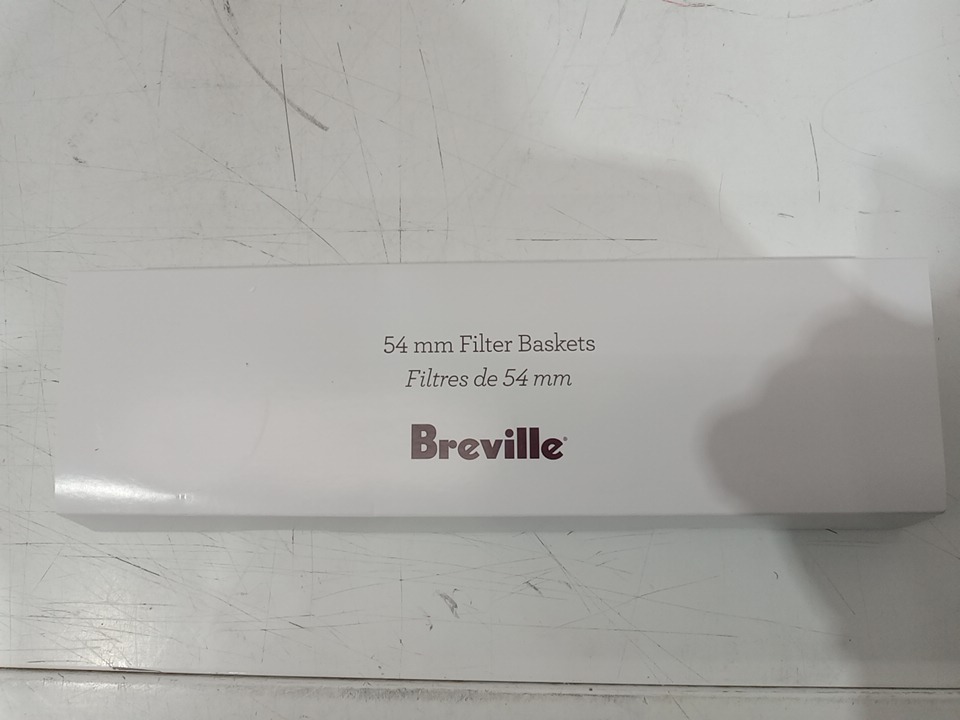 54 mm Filter Baskets
Filtres de 54 mm
Breville®